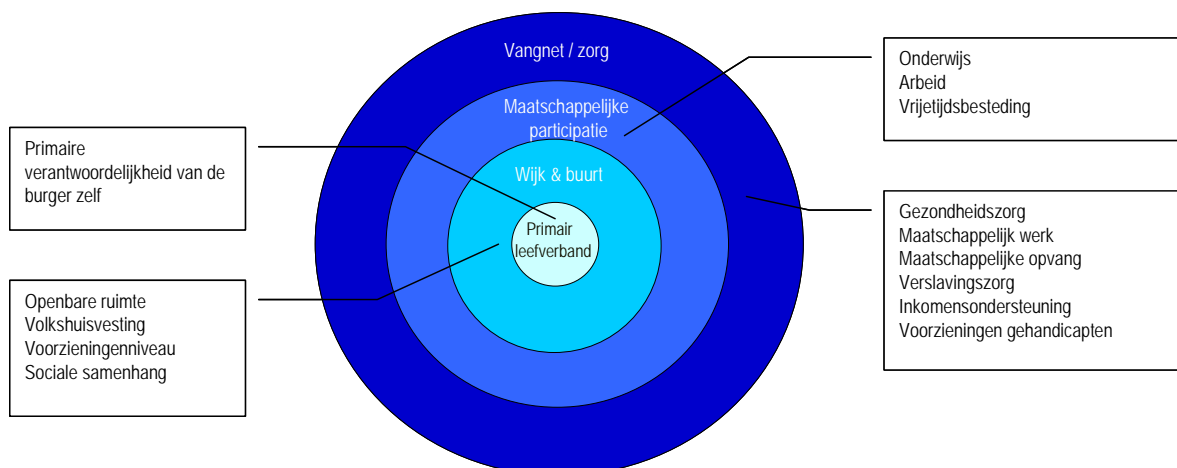 Vangnet / zorg
Maatschappelijke
participatie
Wijk & buurt
Primair
leefverband
Primaire
verantwoordelijkheid van de
burger zelf
Openbare ruimte
Volkshuisvesting
Voorzieningenniveau
Sociale samenhang
Onderwijs
Arbeid
Vrijetijdsbesteding
Gezondheidszorg
Maatschappelijk werk
Maatschappelijke opvang
Verslavingszorg
Inkomensondersteuning
Voorzieningen gehandicapten